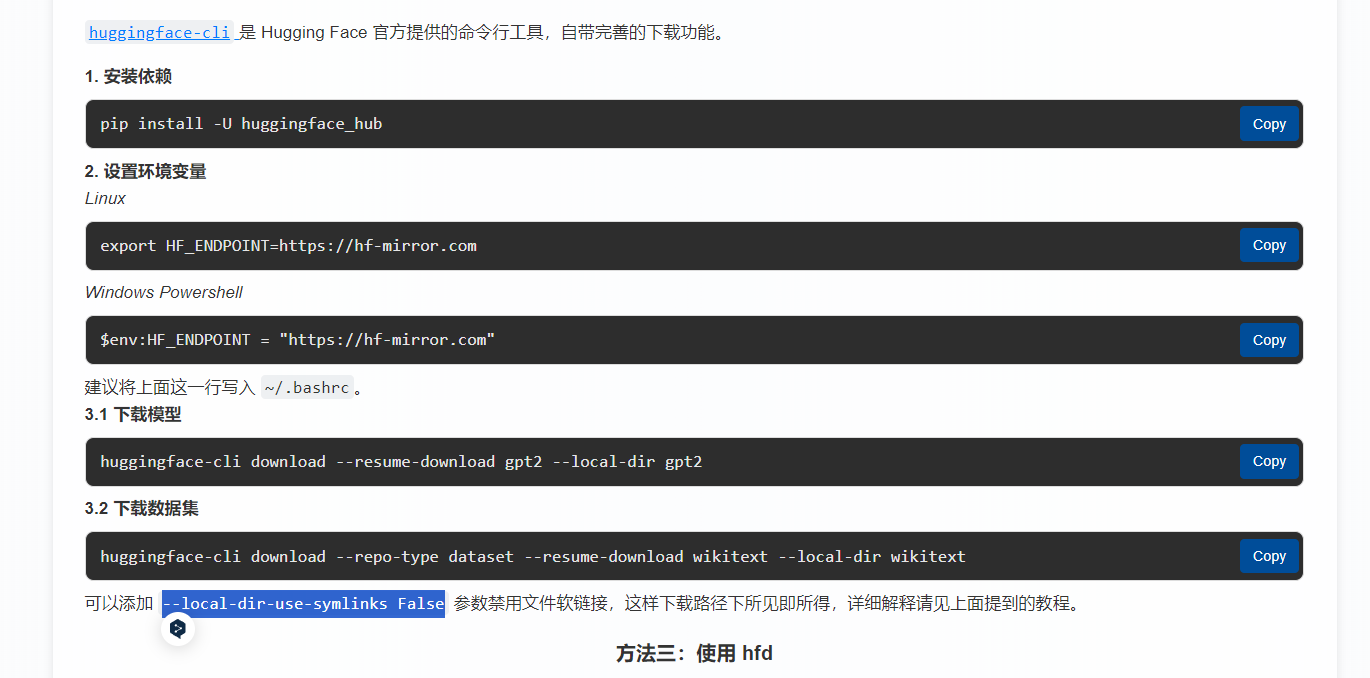 huggingface-cli 是 Hugging Face 官方提供的命令行工具，自带完善的下载功能。
1. 安装依赖
pip install -U huggingface_hub
Copy
2. 设置环境变量
Linux
export HF_ENDPOINT=https://hf-mirror.com
Copy
Windows Powershell
$env:HF_ENDPOINT = "https://hf-mirror.com"
Copy
建议将上面这一行写入 ~/.bashrc。
3.1 下载模型
huggingface-cli download --resume-download gpt2 --local-dir gpt2
Copy
3.2 下载数据集
huggingface-cli download --repo-type dataset --resume-download wikitext --local-dir wikitext
Copy
可以添加 --local-dir-use-symlinks False 参数禁用文件软链接，这样下载路径下所见即所得，详细解释请见上面提到的教程。
方法三：使用 hfd